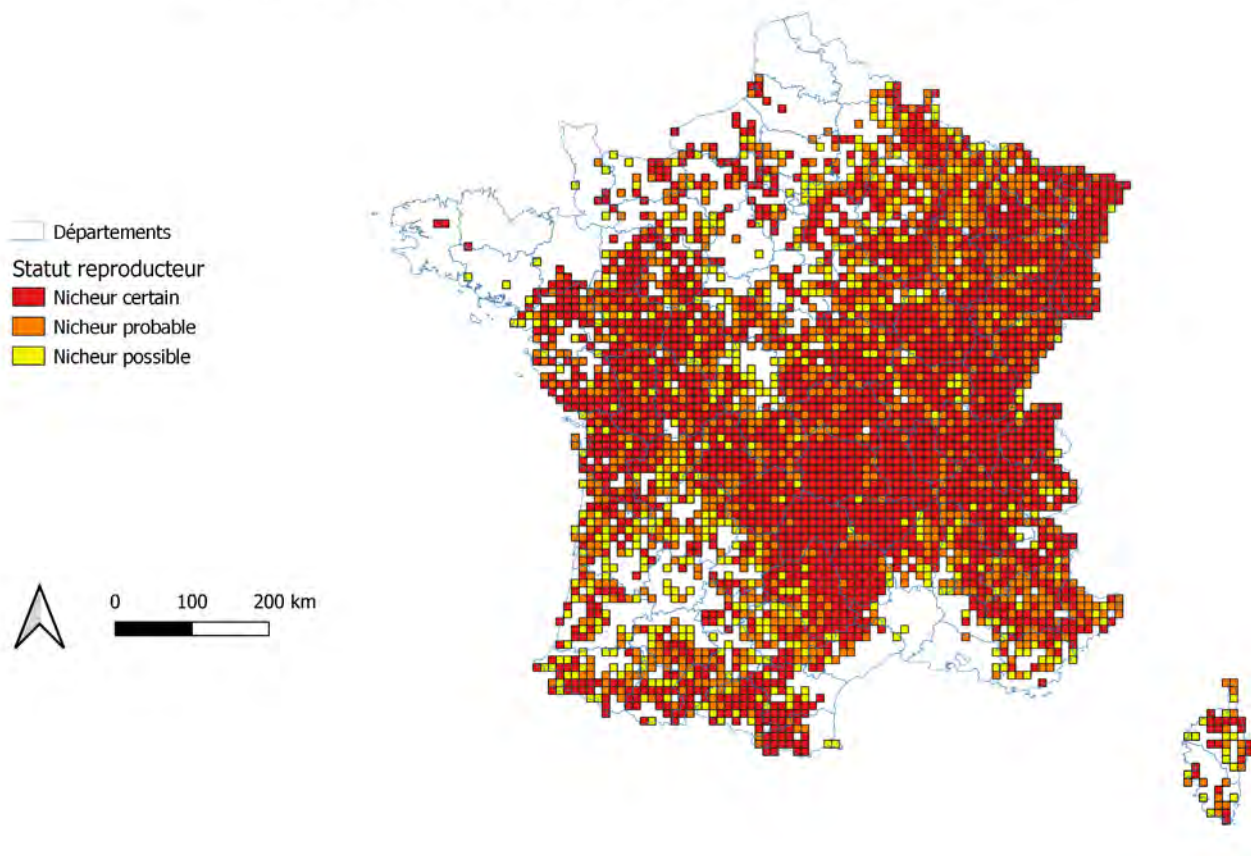 Départements
Statut reproducteur
Nicheur certain
Nicheur probable
Nicheur possible
0 100 200 km